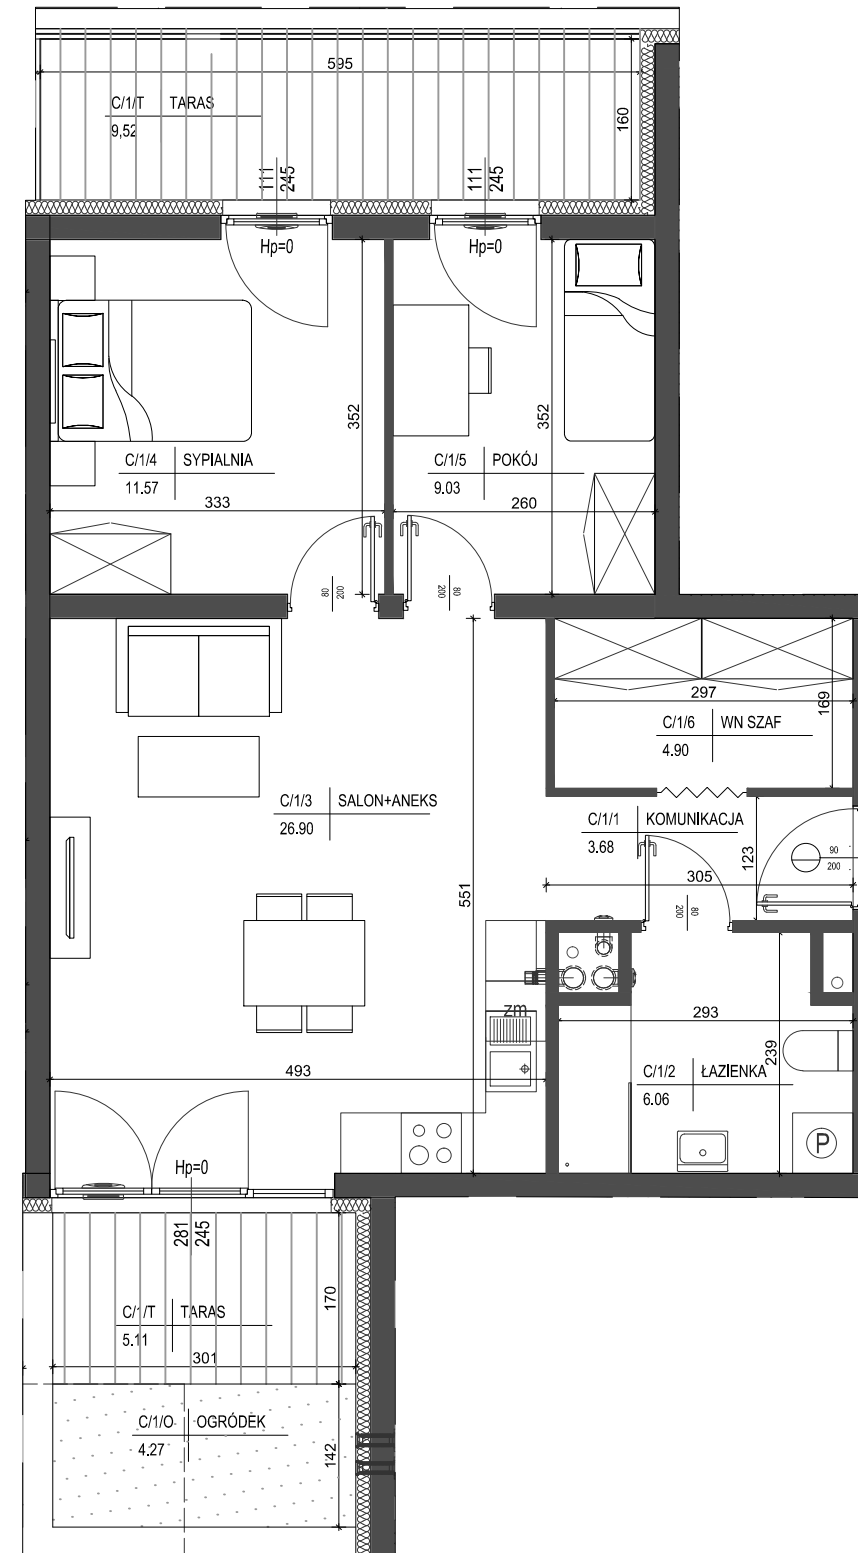 595
C/1/T TARAS
9,52
160
111
245
111
245
Hp=0
Hp=0
352
352
C/1/4 SYPIALNIA
11.57
C/1/5 POKÓJ
9.03
333
260
80
200
80
200
297
169
C/1/6 WN SZAF
4.90
C/1/3 SALON+ANEKS
26.90
C/1/1 KOMUNIKACJA
3.68
123
90
200
305
551
80
200
zm
293
239
493
C/1/2 ŁAZIENKA
6.06
P
Hp=0
281
245
170
C/1/T TARAS
5.11
301
C/1/O OGRÓDEK
4.27
142